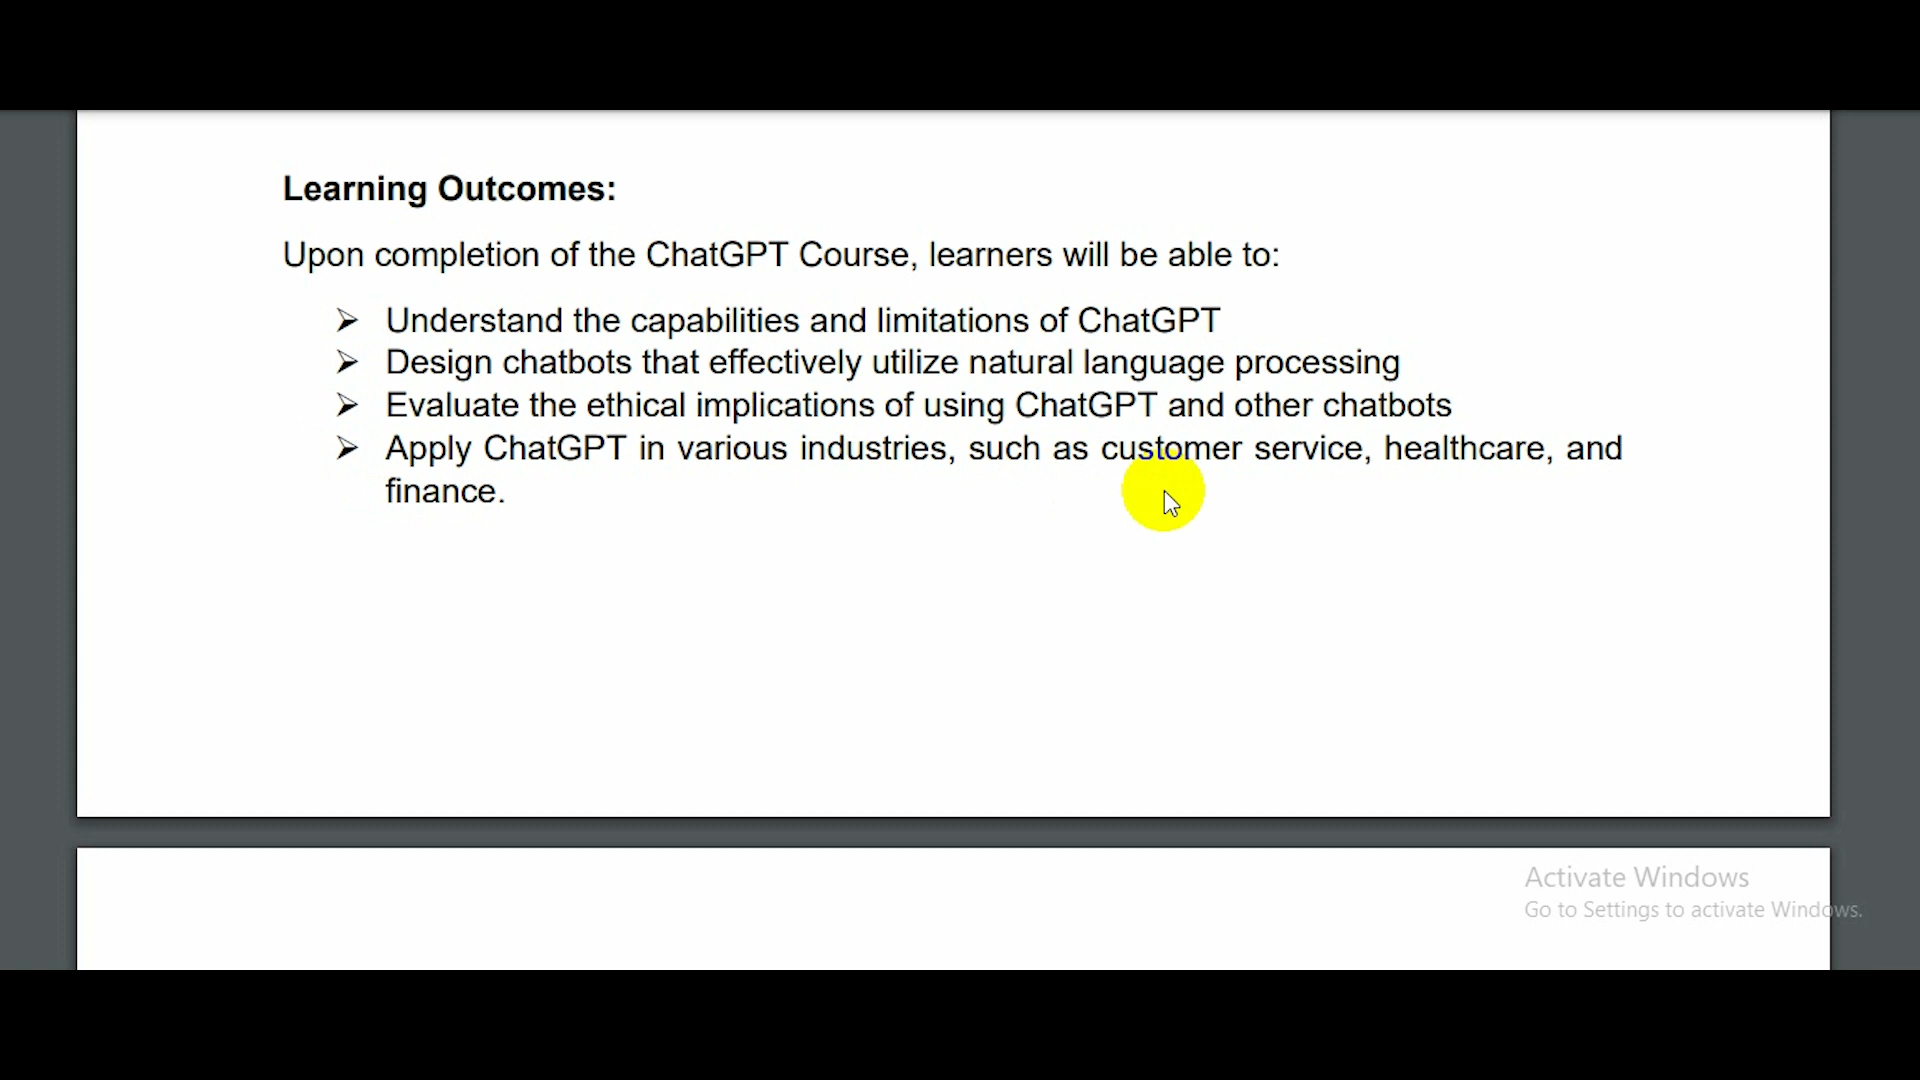 Learning Outcomes:
Upon completion of the ChatGPT Course, learners will be able to:
➢ Understand the capabilities and limitations of ChatGPT
➢ Design chatbots that effectively utilize natural language processing
➢ Evaluate the ethical implications of using ChatGPT and other chatbots
➢ Apply ChatGPT in various industries, such as customer service, healthcare, and
finance.
Activate Windows
Go to Settings to activate Windows.